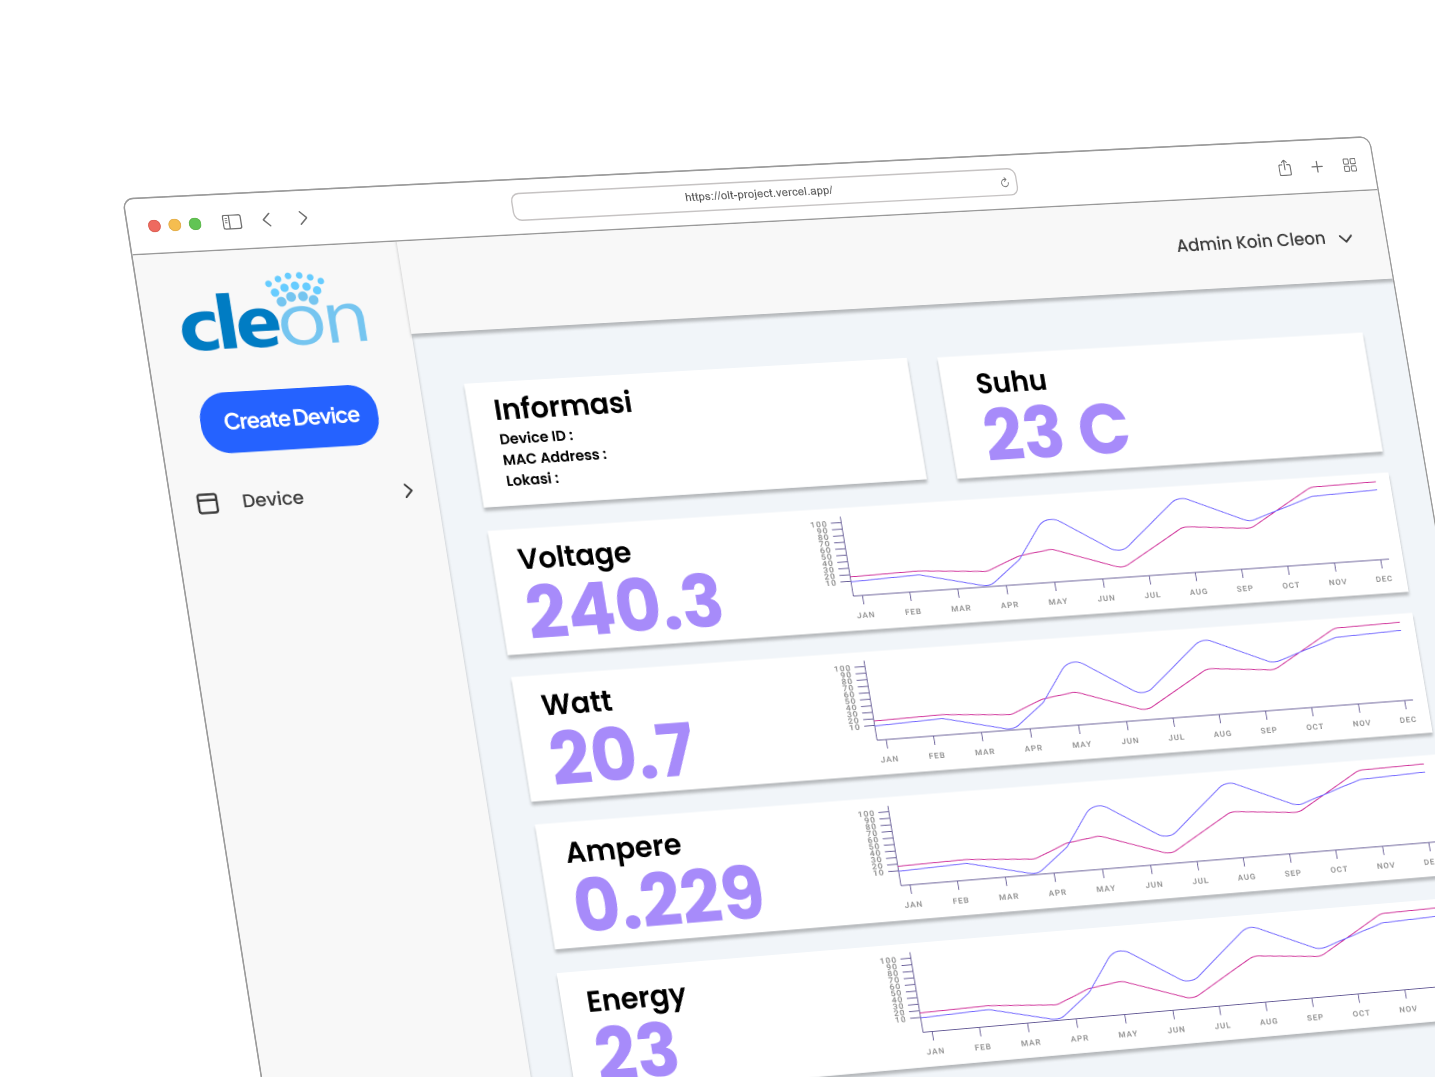 https://olt-project.vercel.app/
Admin Koin Cleon
cleon
Create Device
Device
Informasi
Device ID :
MAC Address :
Lokasi :
Suhu
23 C
Voltage
240.3
100
90
80
70
60
50
40
30
20
10
JAN FEB MAR APR MAY JUN JUL AUG SEP OCT NOV DEC
Watt
20.7
100
90
80
70
60
50
40
30
20
10
JAN FEB MAR APR MAY JUN JUL AUG SEP OCT NOV DEC
Ampere
0.229
100
90
80
70
60
50
40
30
20
10
JAN FEB MAR APR MAY JUN JUL AUG SEP OCT NOV DE
Energy
23
100
90
80
70
60
50
40
30
20
10
JAN FEB MAR APR MAY JUN JUL AUG SEP OCT NOV